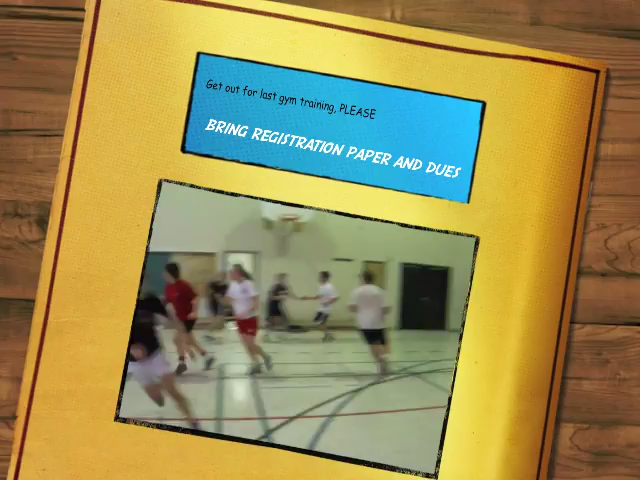 Get out for last gym training, PLEASE
BRING REGISTRATION PAPER AND DUES